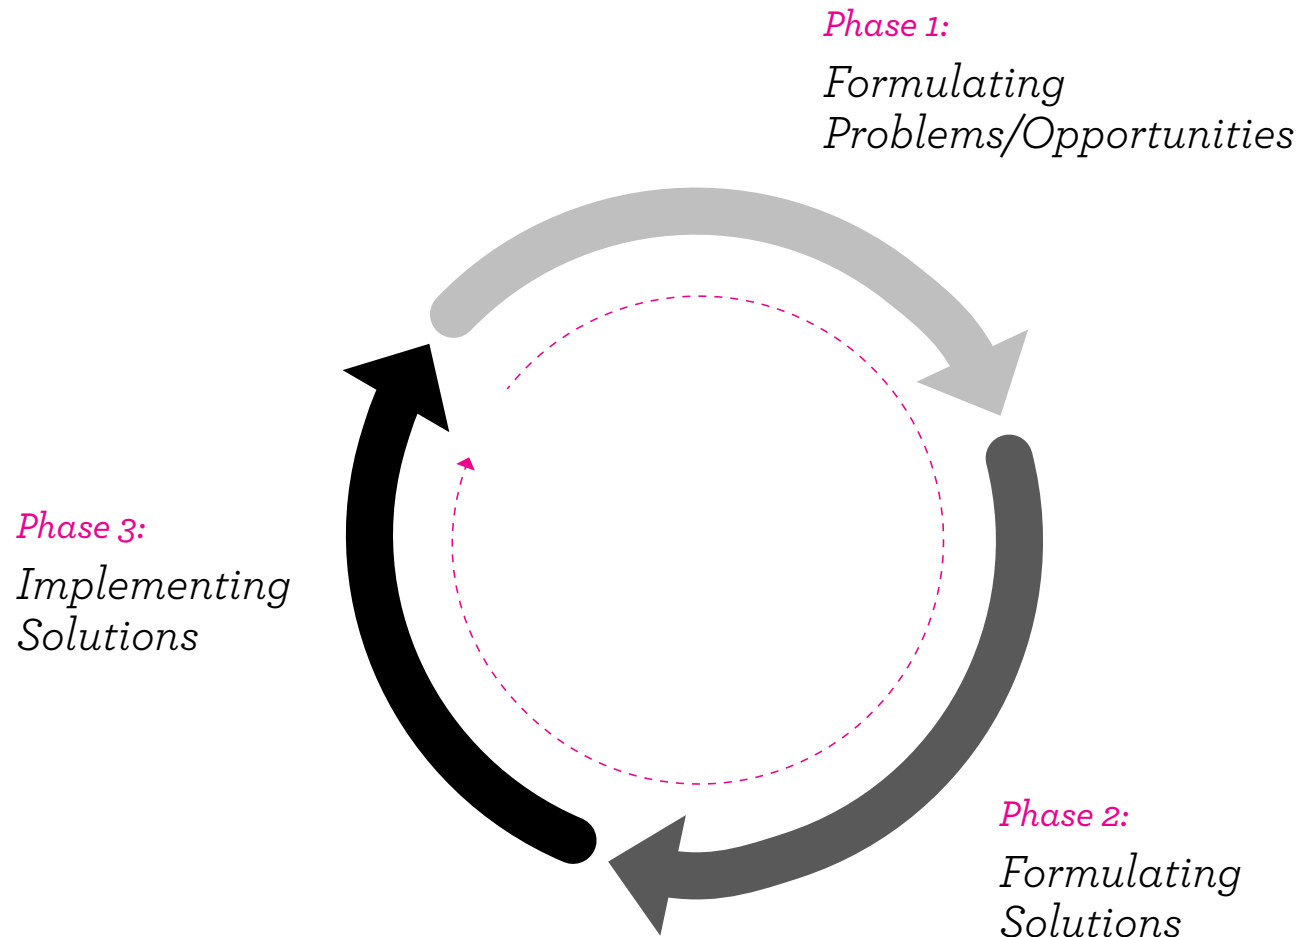 Phase 1:
Formulating
Problems/Opportunities
Phase 2:
Formulating
Solutions
Phase 3:
Implementing
Solutions